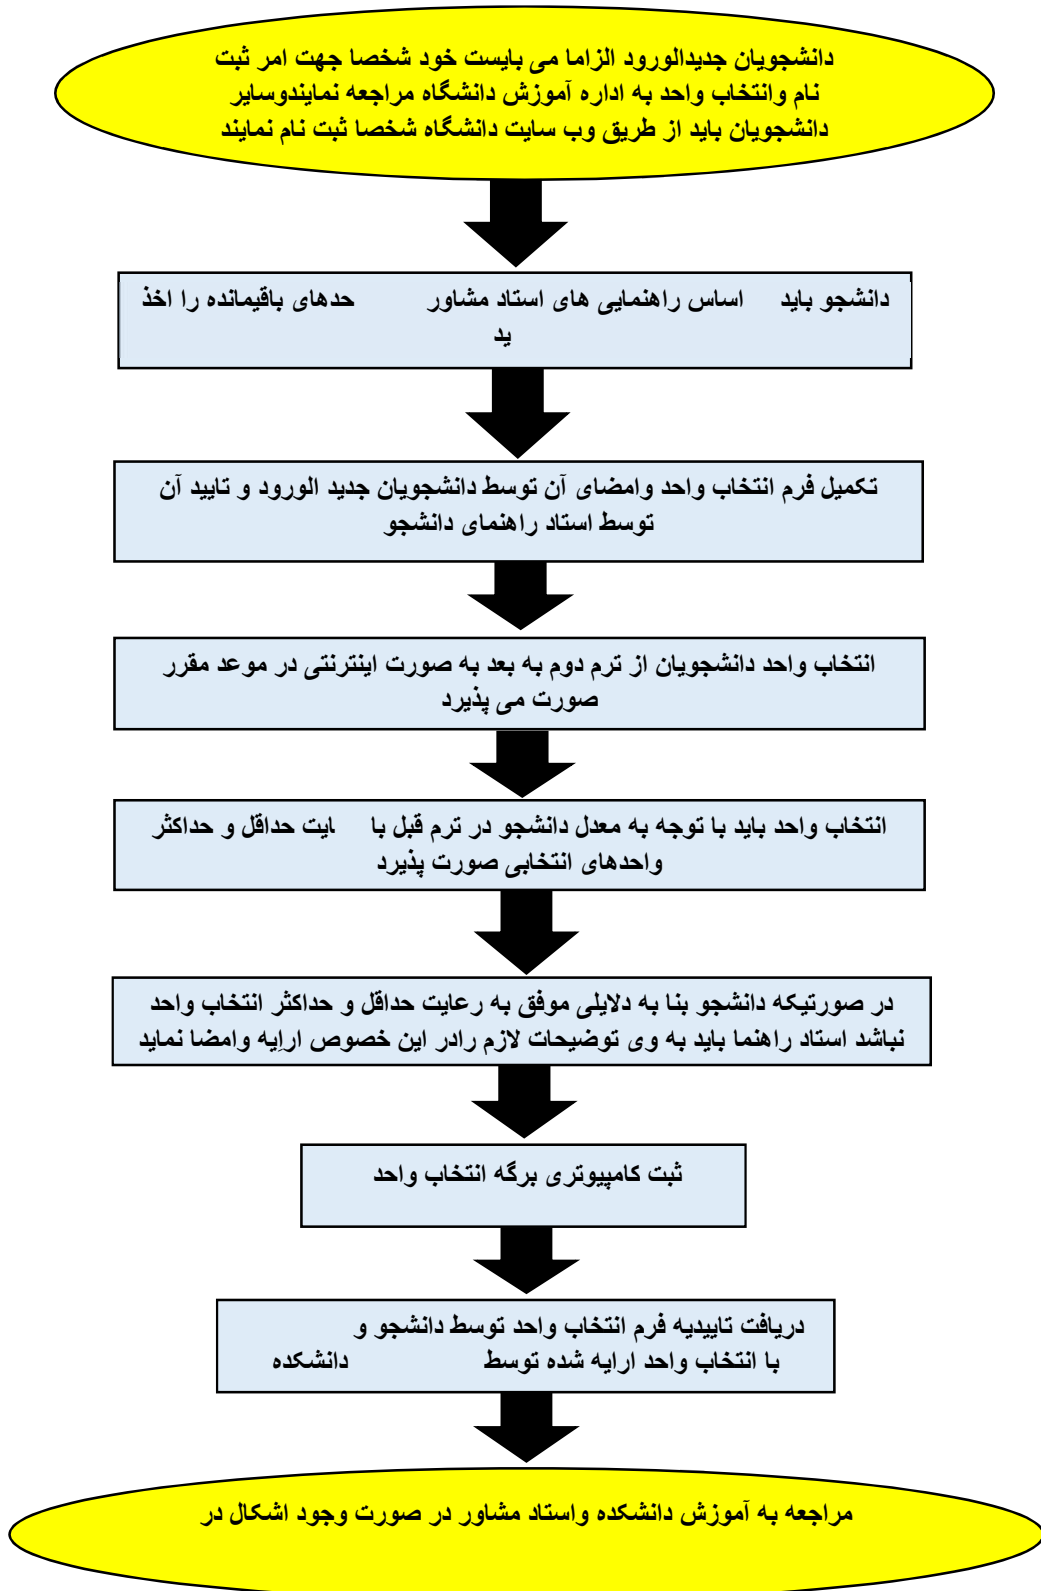 دانشجویان جدیدالورود الزاما می بایست خود شخصا جهت امر ثبت
نام وانتخاب واحد به اداره آموزش دانشگاه مراجعه نمایندوسایر
دانشجویان باید از طریق وب سایت دانشگاه شخصا ثبت نام نمایند
دانشجو باید اساس راهنمایی های استاد مشاور حدهای باقیمانده را اخذ
ید
تکمیل فرم انتخاب واحد وامضای آن توسط دانشجویان جدید الورود و تایید آن
توسط استاد راهنمای دانشجو
انتخاب واحد دانشجویان از ترم دوم به بعد به صورت اینترنتی در موعد مقرر
صورت می پذیرد
انتخاب واحد باید با توجه به معدل دانشجو در ترم قبل با ایت حداقل و حداکثر
واحدهای انتخابی صورت پذیرد
در صورتیکه دانشجو بنا به دلایلی موفق به رعایت حداقل و حداکثر انتخاب واحد
نباشد استاد راهنما باید به وی توضیحات لازم رادر این خصوص ارایه وامضا نماید
ثبت کامپیوتری برگه انتخاب واحد
دریافت تاییدیه فرم انتخاب واحد توسط دانشجو و
با انتخاب واحد ارایه شده توسط دانشکده
مراجعه به آموزش دانشکده واستاد مشاور در صورت وجود اشکال در